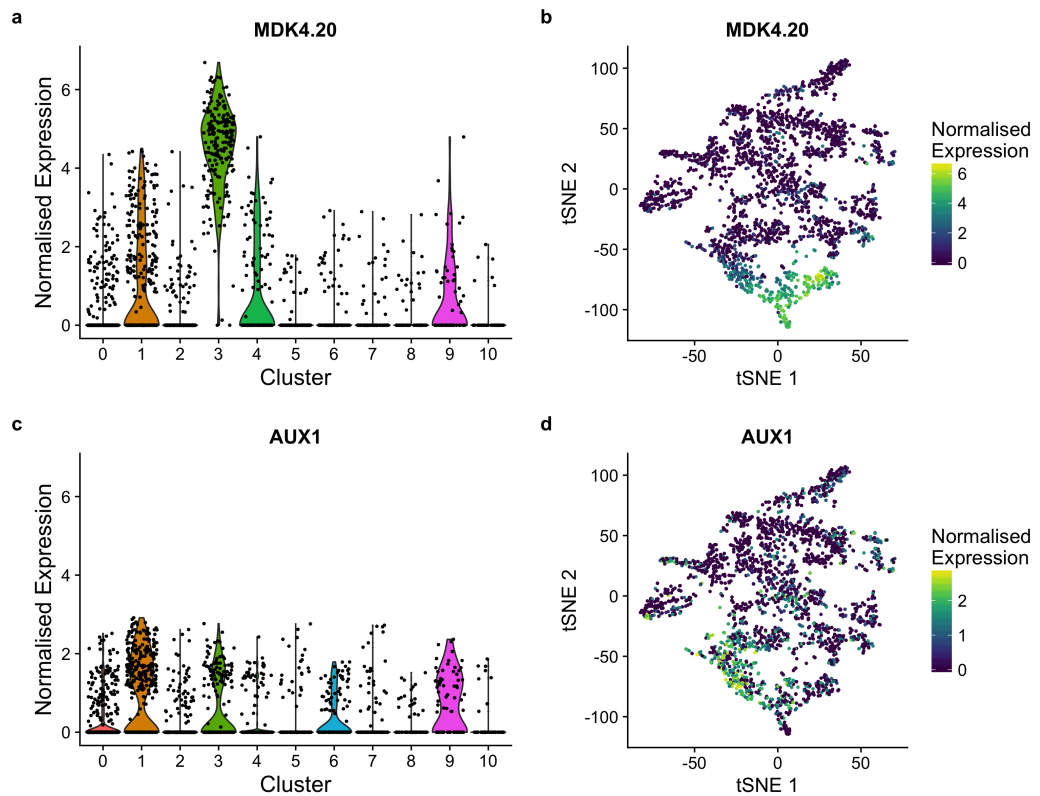 a
MDK4.20
Normalised Expression
6
4
2
0
0 1 2 3 4 5 6 7 8 9 10
Cluster
b
MDK4.20
tSNE 2
100
50
0
-50
-100
-50 0 50
tSNE 1
Normalised
Expression
6
4
2
0
c
AUX1
Normalised Expression
6
4
2
0
0 1 2 3 4 5 6 7 8 9 10
Cluster
d
AUX1
tSNE 2
100
50
0
-50
-100
-50 0 50
tSNE 1
Normalised
Expression
2
1
0